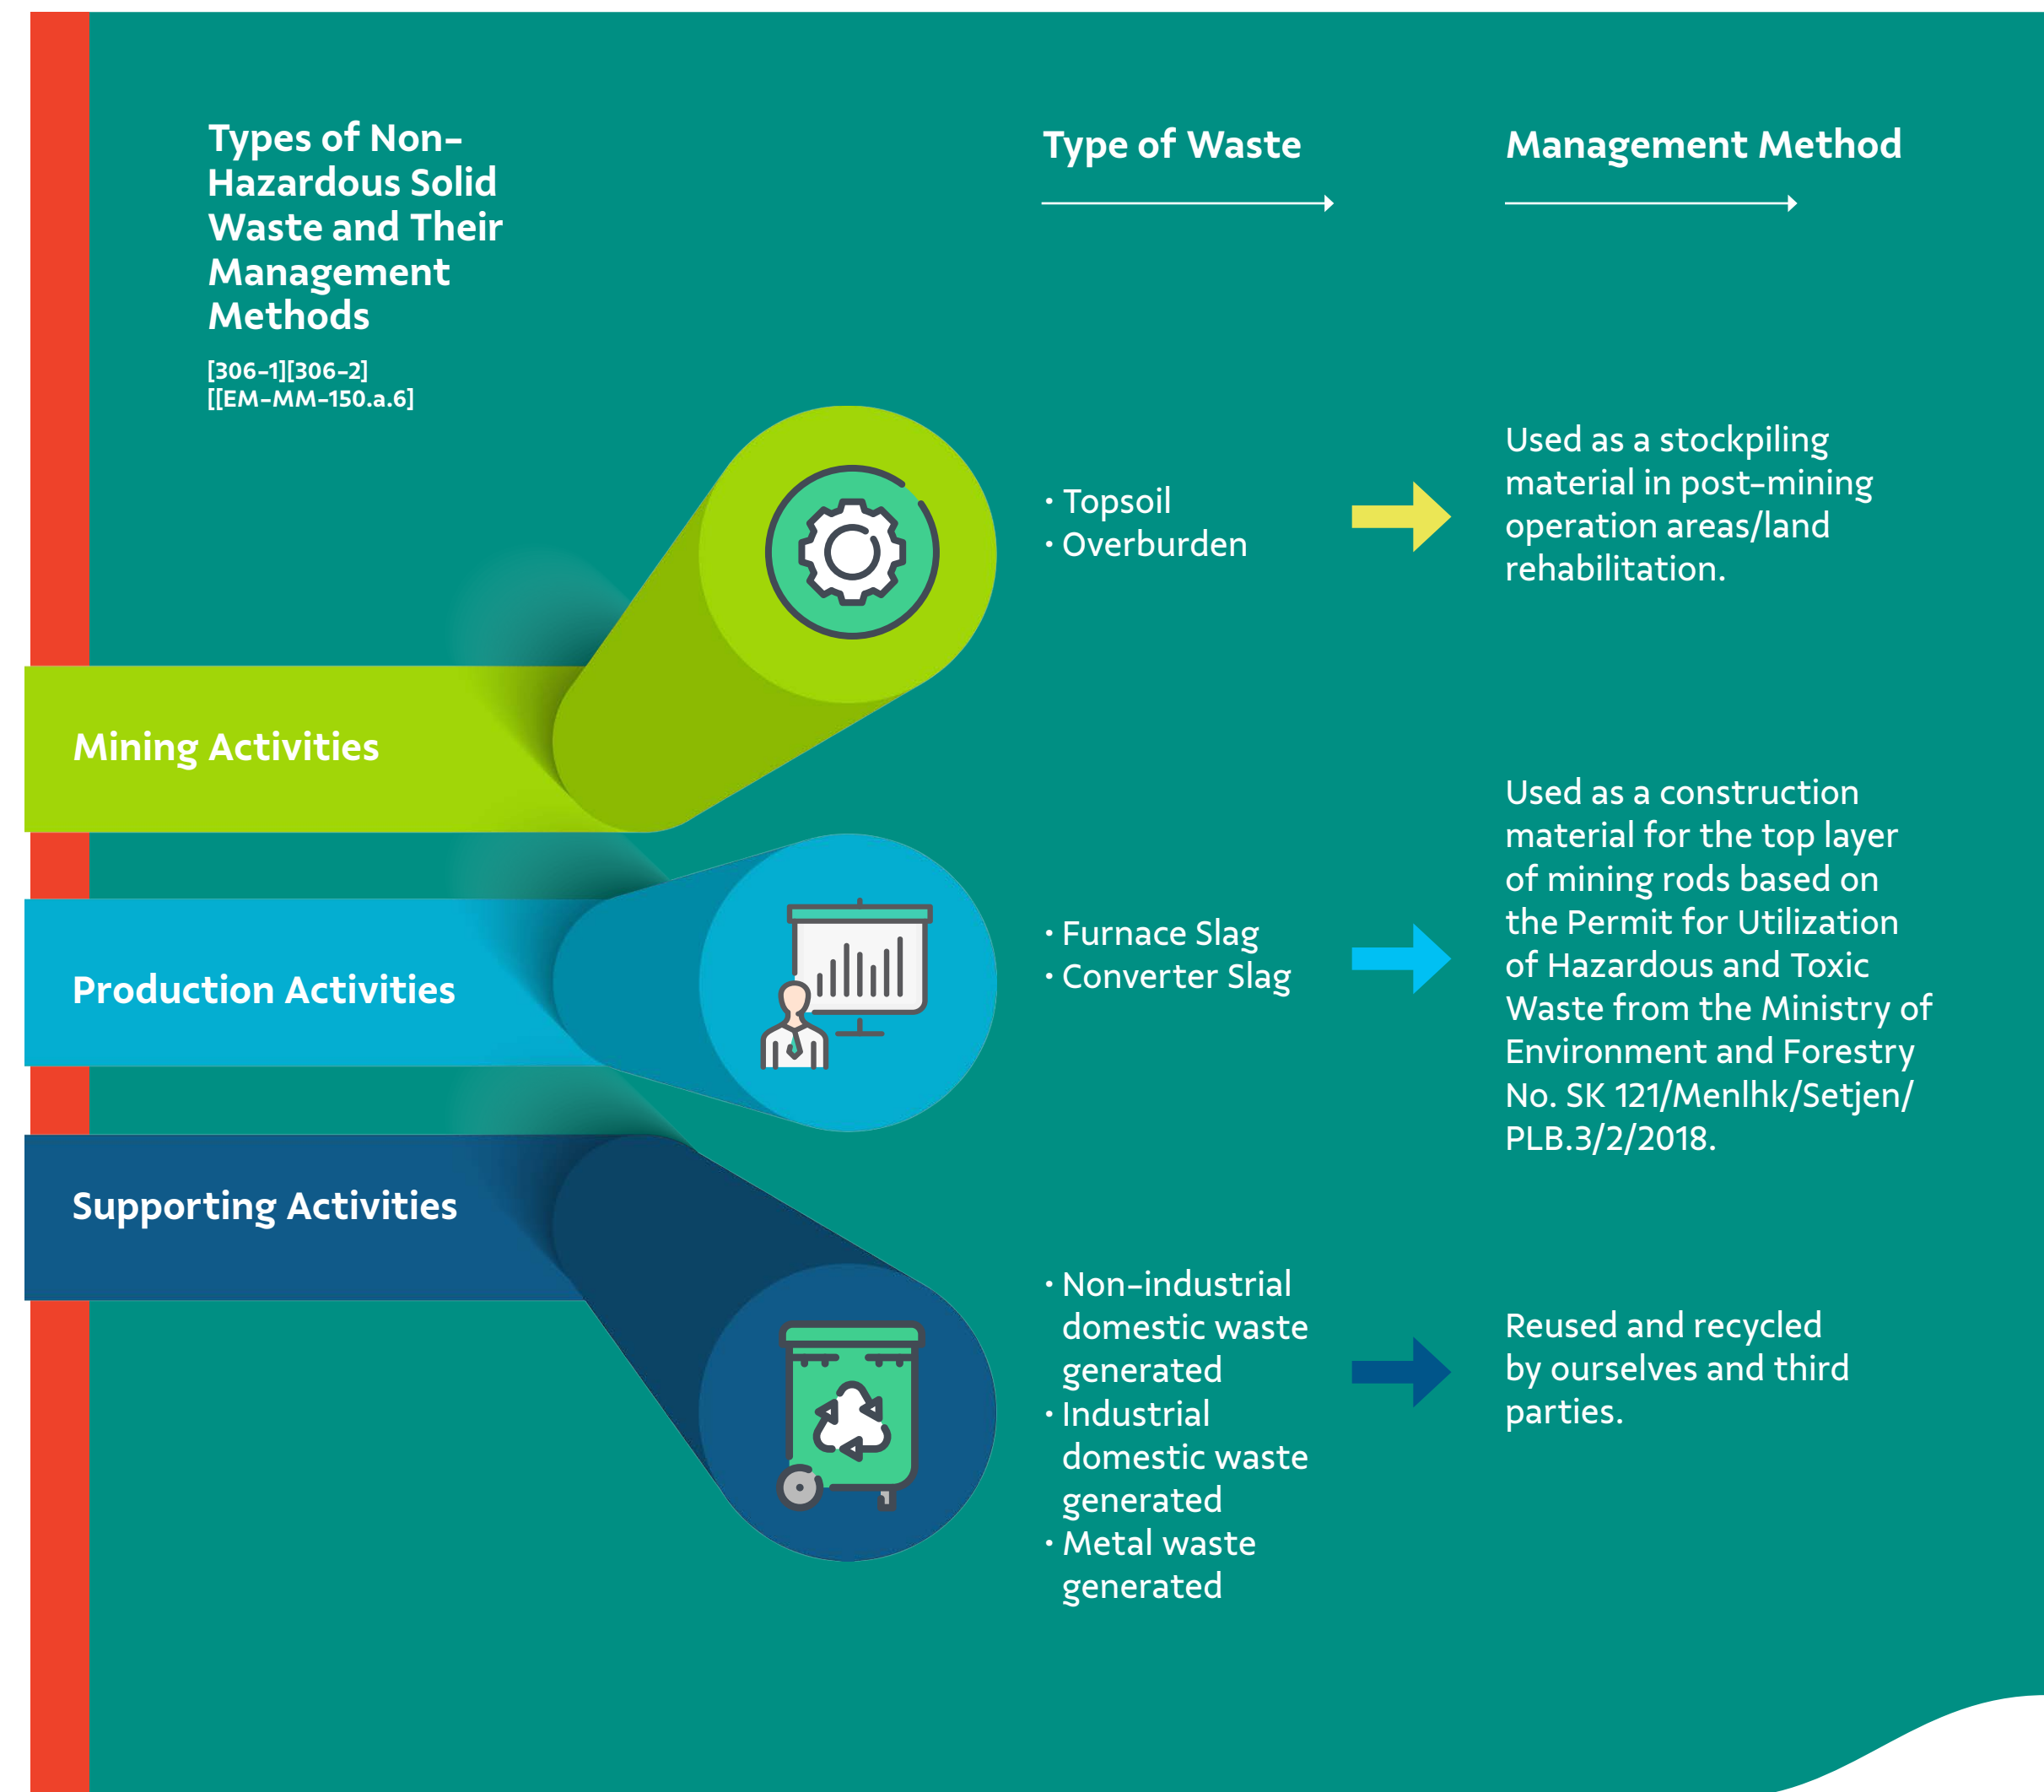 Types of Non-
Hazardous Solid
Waste and Their
Management
Methods
[306-1][306-2]
[[EM-MM-150.a.6]
Type of Waste
Management Method
Mining Activities
• Topsoil
• Overburden
Used as a stockpiling
material in post-mining
operation areas/land
rehabilitation.
Production Activities
• Furnace Slag
• Converter Slag
Used as a construction
material for the top layer
of mining rods based on
the Permit for Utilization
of Hazardous and Toxic
Waste from the Ministry of
Environment and Forestry
No. SK 121/Menlhk/Setjen/
PLB.3/2/2018.
Supporting Activities
• Non-industrial
domestic waste
generated
• Industrial
domestic waste
generated
• Metal waste
generated
Reused and recycled
by ourselves and third
parties.